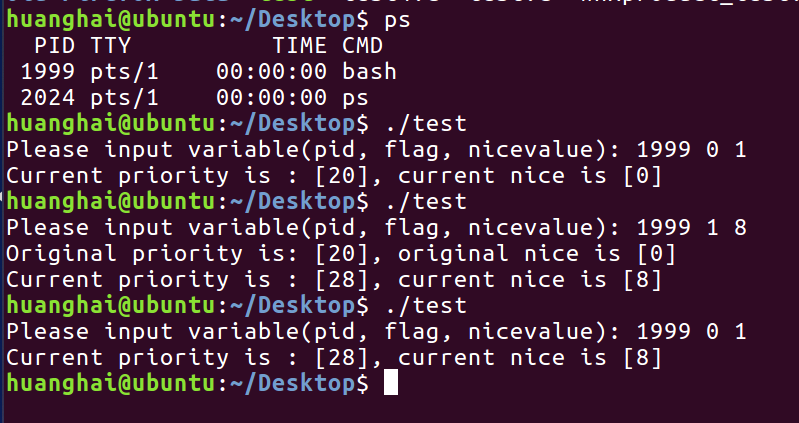 huanghai@ubuntu:~/Desktop$ ps
PID TTY TIME CMD
1999 pts/1 00:00:00 bash
2024 pts/1 00:00:00 ps
huanghai@ubuntu:~/Desktop$ ./test
Please input variable(pid, flag, nicevalue): 1999 0 1
Current priority is : [20], current nice is [0]
huanghai@ubuntu:~/Desktop$ ./test
Please input variable(pid, flag, nicevalue): 1999 1 8
Original priority is: [20], original nice is [0]
Current priority is : [28], current nice is [8]
huanghai@ubuntu:~/Desktop$ ./test
Please input variable(pid, flag, nicevalue): 1999 0 1
Current priority is : [28], current nice is [8]
huanghai@ubuntu:~/Desktop$